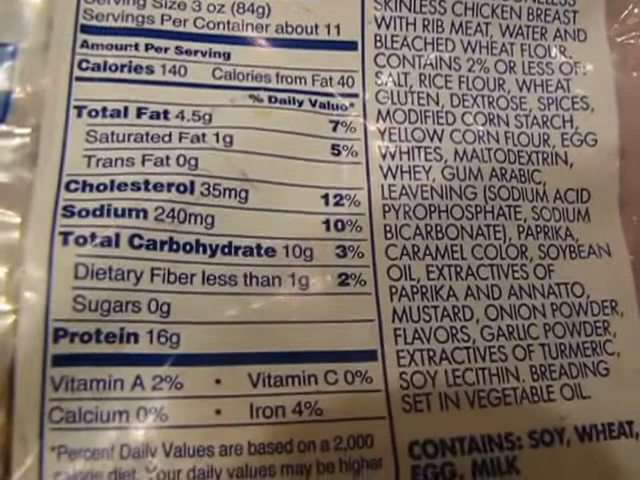 Serving Size 3 oz (84g)
Servings Per Container about 11
Amount Per Serving
Calories 140 Calories from Fat 40
% Daily Value*
Total Fat 4.5g 7%
Saturated Fat 1g 5%
Trans Fat 0g
Cholesterol 35mg 12%
Sodium 240mg 10%
Total Carbohydrate 10g 3%
Dietary Fiber less than 1g 2%
Sugars 0g
Protein 16g
Vitamin A 2% • Vitamin C 0%
Calcium 0% • Iron 4%
*Percent Daily Values are based on a 2,000
calorie diet. Your daily values may be higher
SKINLESS CHICKEN BREAST
WITH RIB MEAT, WATER AND
BLEACHED WHEAT FLOUR.
CONTAINS 2% OR LESS OF:
SALT, RICE FLOUR, WHEAT
GLUTEN, DEXTROSE, SPICES,
MODIFIED CORN STARCH,
YELLOW CORN FLOUR, EGG
WHITES, MALTODEXTRIN,
WHEY, GUM ARABIC,
LEAVENING (SODIUM ACID
PYROPHOSPHATE, SODIUM
BICARBONATE), PAPRIKA,
CARAMEL COLOR, SOYBEAN
OIL, EXTRACTIVES OF
PAPRIKA AND ANNATTO,
MUSTARD, ONION POWDER,
FLAVORS, GARLIC POWDER,
EXTRACTIVES OF TURMERIC,
SOY LECITHIN. BREADING
SET IN VEGETABLE OIL.
CONTAINS: SOY, WHEAT,
EGG, MILK